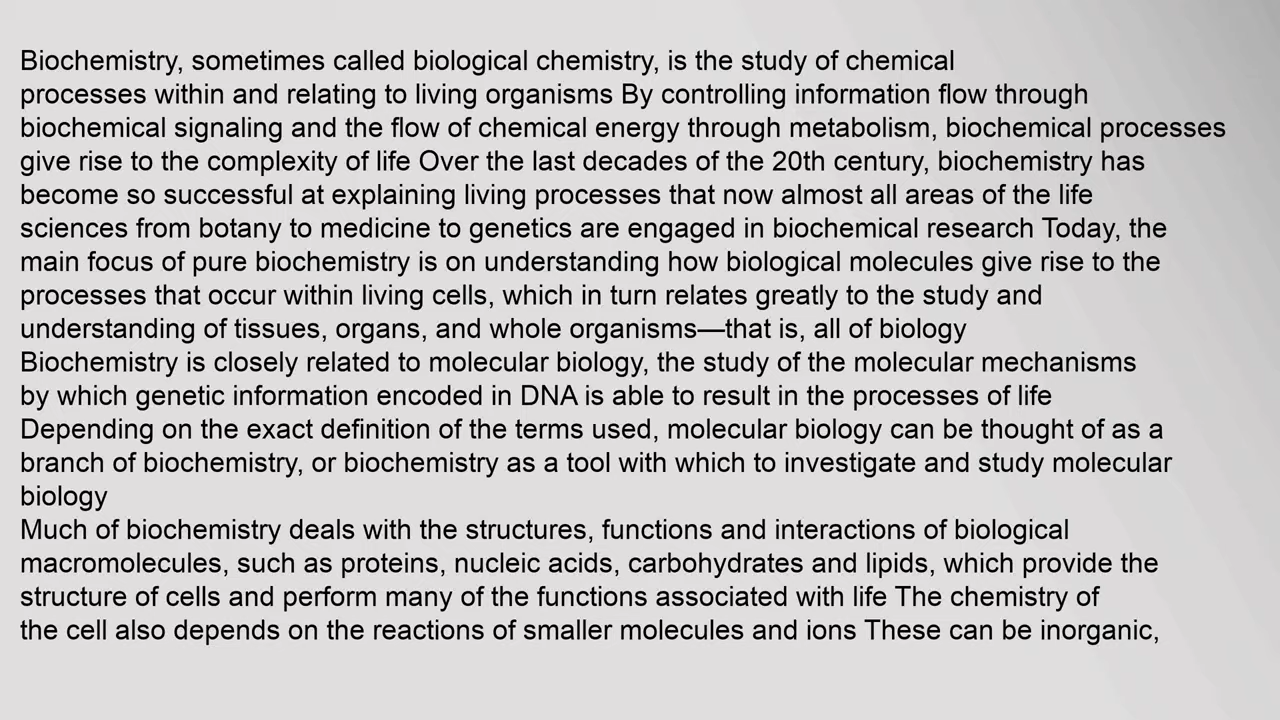 Biochemistry, sometimes called biological chemistry, is the study of chemical
processes within and relating to living organisms By controlling information flow through
biochemical signaling and the flow of chemical energy through metabolism, biochemical processes
give rise to the complexity of life Over the last decades of the 20th century, biochemistry has
become so successful at explaining living processes that now almost all areas of the life
sciences from botany to medicine to genetics are engaged in biochemical research Today, the
main focus of pure biochemistry is on understanding how biological molecules give rise to the
processes that occur within living cells, which in turn relates greatly to the study and
understanding of tissues, organs, and whole organisms—that is, all of biology
Biochemistry is closely related to molecular biology, the study of the molecular mechanisms
by which genetic information encoded in DNA is able to result in the processes of life
Depending on the exact definition of the terms used, molecular biology can be thought of as a
branch of biochemistry, or biochemistry as a tool with which to investigate and study molecular
biology
Much of biochemistry deals with the structures, functions and interactions of biological
macromolecules, such as proteins, nucleic acids, carbohydrates and lipids, which provide the
structure of cells and perform many of the functions associated with life The chemistry of
the cell also depends on the reactions of smaller molecules and ions These can be inorganic,